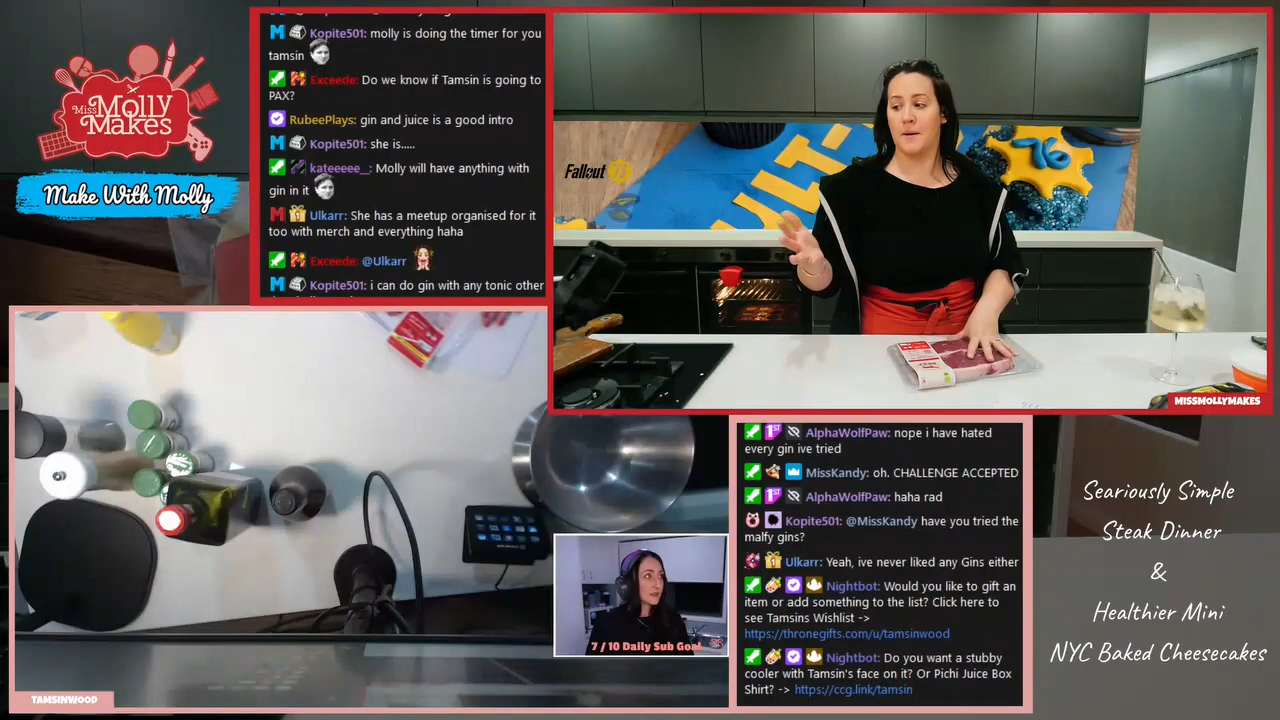 Miss
Molly
Makes
Make With Molly
Kopite501: molly is doing the timer for you
tamsin
Exceede: Do we know if Tamsin is going to
PAX?
RubeePlays: gin and juice is a good intro
Kopite501: she is.....
kateeeee__: Molly will have anything with
gin in it
Ulkarr: She has a meetup organised for it
too with merch and everything haha
Exceede: @Ulkarr
Kopite501: i can do gin with any tonic other
Fallout 76
76
MISSMOLLYMAKES
TAMSINWOOD
7 / 10 Daily Sub Goal
AlphaWolfPaw: nope i have hated
every gin ive tried
MissKandy: oh. CHALLENGE ACCEPTED
AlphaWolfPaw: haha rad
Kopite501: @MissKandy have you tried the
malfy gins?
Ulkarr: Yeah, ive never liked any Gins either
Nightbot: Would you like to gift an
item or add something to the list? Click here to
see Tamsins Wishlist ->
https://thronegifts.com/u/tamsinwood
Nightbot: Do you want a stubby
cooler with Tamsin's face on it? Or Pichi Juice Box
Shirt? -> https://ccg.link/tamsin
Seariously Simple
Steak Dinner
&
Healthier Mini
NYC Baked Cheesecakes